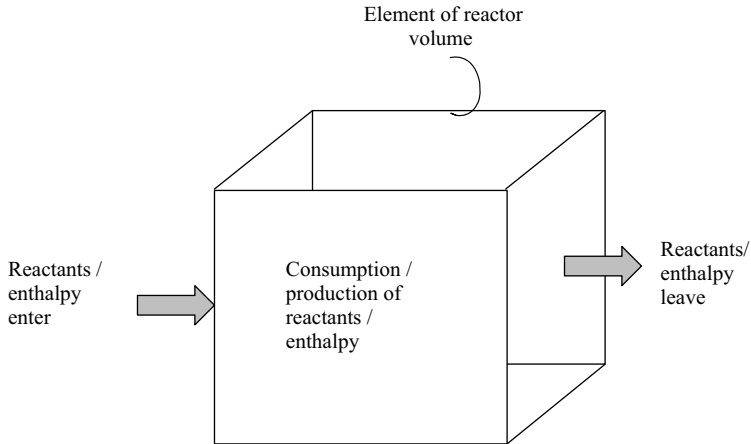 Element of reactor
volume
Reactants /
enthalpy
enter
Consumption /
production of
reactants /
enthalpy
Reactants/
enthalpy
leave